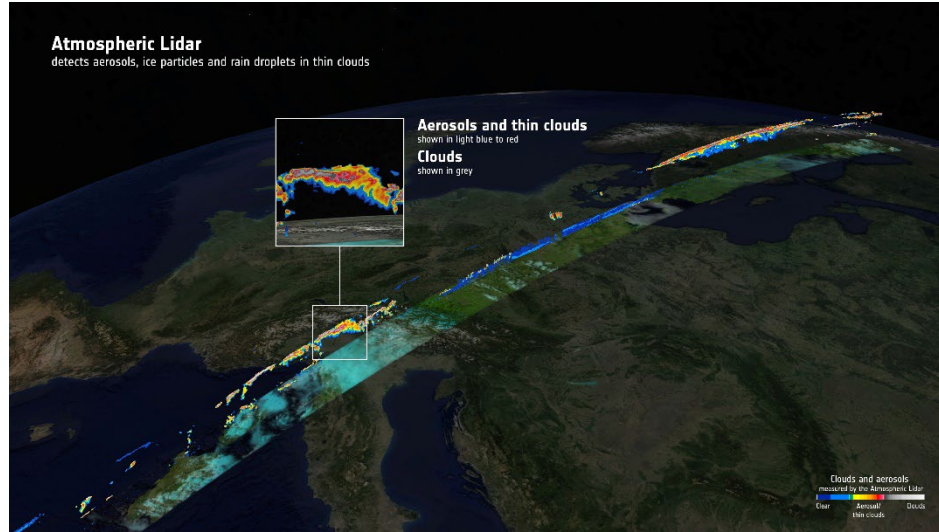 Atmospheric Lidar
detects aerosols, ice particles and rain droplets in thin clouds
Aerosols and thin clouds
shown in light blue to red
Clouds
shown in grey
Clouds and aerosols
measured by the Atmospheric Lidar
Clear Aerosol/ Clouds
thin clouds